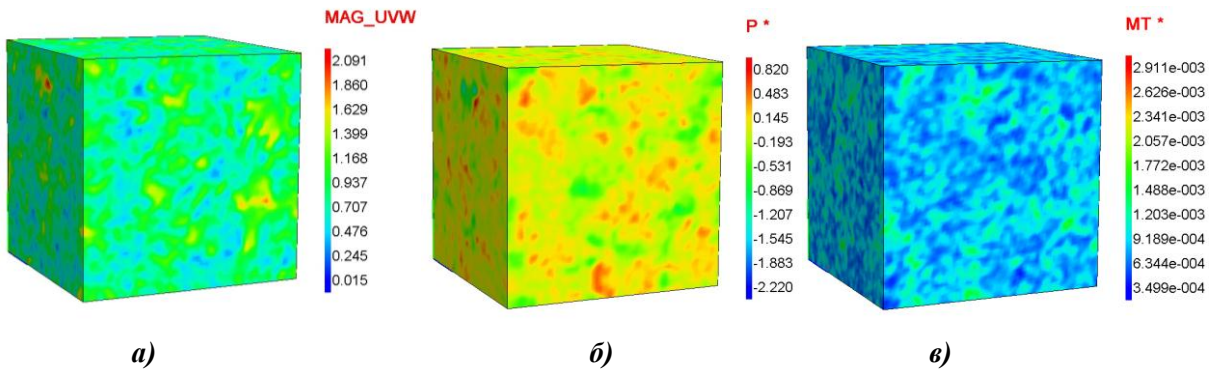 MAG_UVW
2.091
1.860
1.629
1.399
1.168
0.937
0.707
0.476
0.245
0.015
P *
0.820
0.483
0.145
-0.193
-0.531
-0.869
-1.207
-1.545
-1.883
-2.220
MT *
2.911e-003
2.626e-003
2.341e-003
2.057e-003
1.772e-003
1.488e-003
1.203e-003
9.189e-004
6.344e-004
3.499e-004
а)
б)
в)